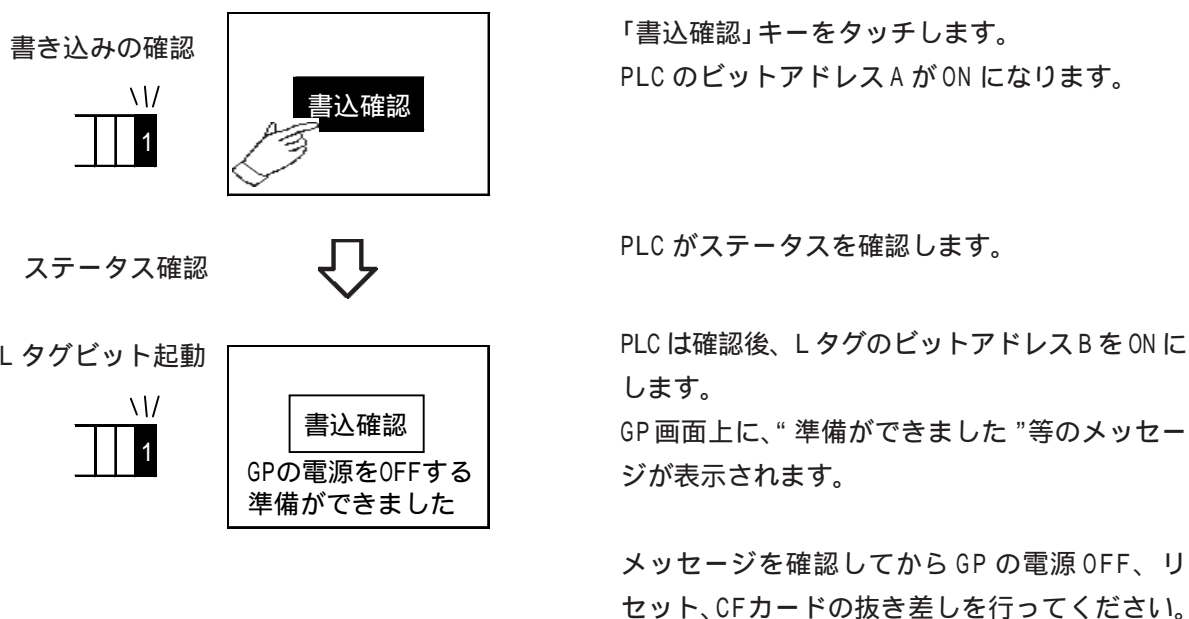 書き込みの確認
1
書込確認
「書込確認」キーをタッチします。
PLC のビットアドレス A が ON になります。
ステータス確認
PLC がステータスを確認します。
L タグビット起動
1
書込確認
GPの電源をOFFする
準備ができました
PLC は確認後、L タグのビットアドレス B を ON に
します。
GP 画面上に、“ 準備ができました ”等のメッセー
ジが表示されます。
メッセージを確認してから GP の電源 OFF、リ
セット、CFカードの抜き差しを行ってください。